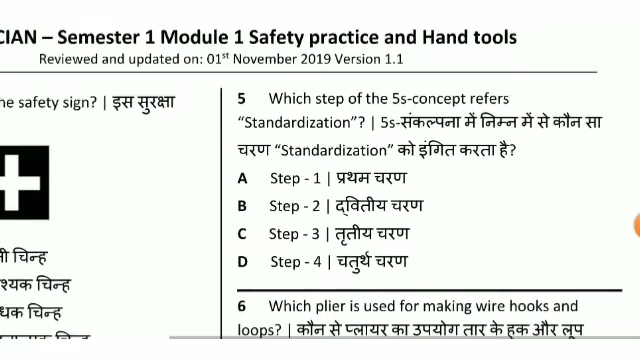 CIAN – Semester 1 Module 1 Safety practice and Hand tools
Reviewed and updated on: 01st November 2019 Version 1.1
he safety sign? | इस सुरक्षा
नी चिन्ह
श्यक चिन्ह
धक चिन्ह
5 Which step of the 5s-concept refers
“Standardization”? | 5s-संकल्पना में निम्न में से कौन सा
चरण “Standardization” को इंगित करता है?
A Step - 1 | प्रथम चरण
B Step - 2 | द्वितीय चरण
C Step - 3 | तृतीय चरण
D Step - 4 | चतुर्थ चरण
6 Which plier is used for making wire hooks and
loops? | कौन से प्लायर का उपयोग तार के हुक और लूप